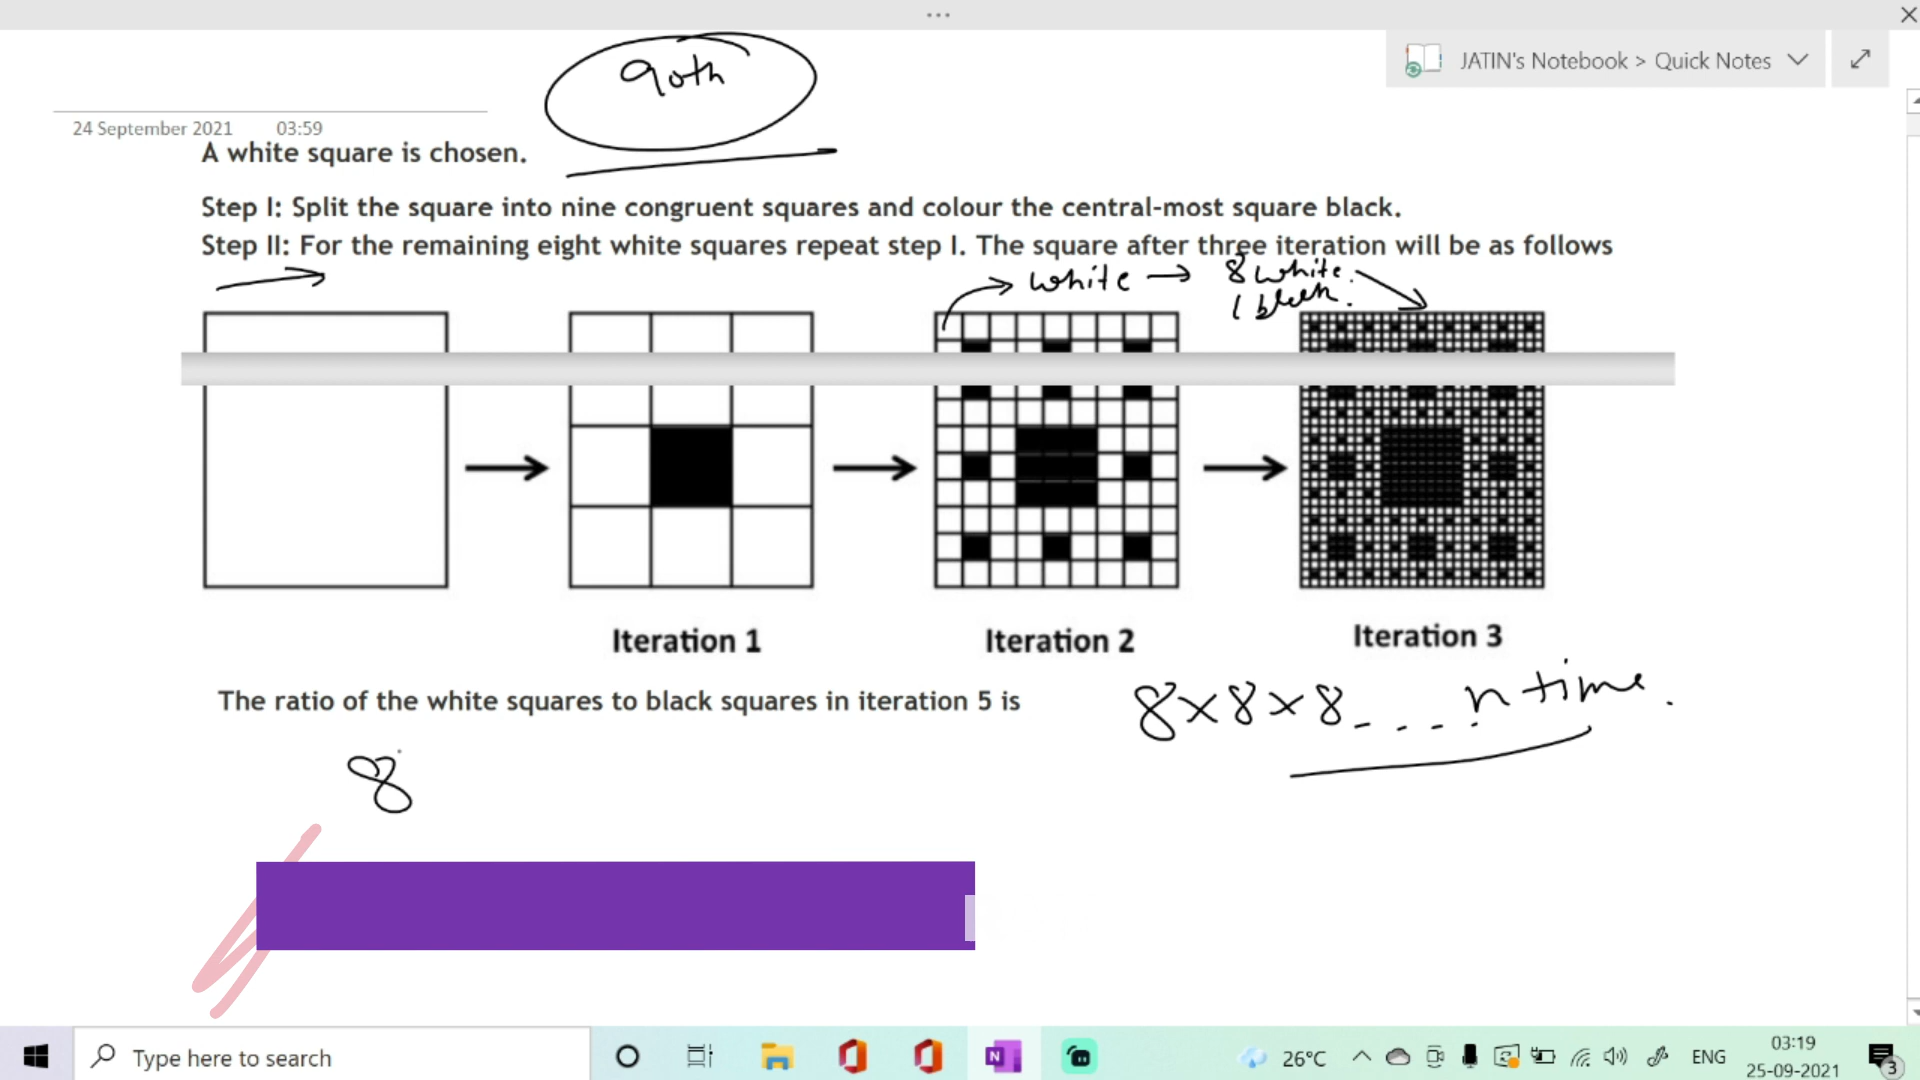 JATIN's Notebook > Quick Notes
90th
24 September 2021 03:59
A white square is chosen.
Step I: Split the square into nine congruent squares and colour the central-most square black.
Step II: For the remaining eight white squares repeat step I. The square after three iteration will be as follows
white → 8 white.
1
Iteration 1
Iteration 2
Iteration 3
The ratio of the white squares to black squares in iteration 5 is
8×8×8 - - - - n time.
8
Type here to search
N
26°C
ENG
03:19
25-09-2021
3